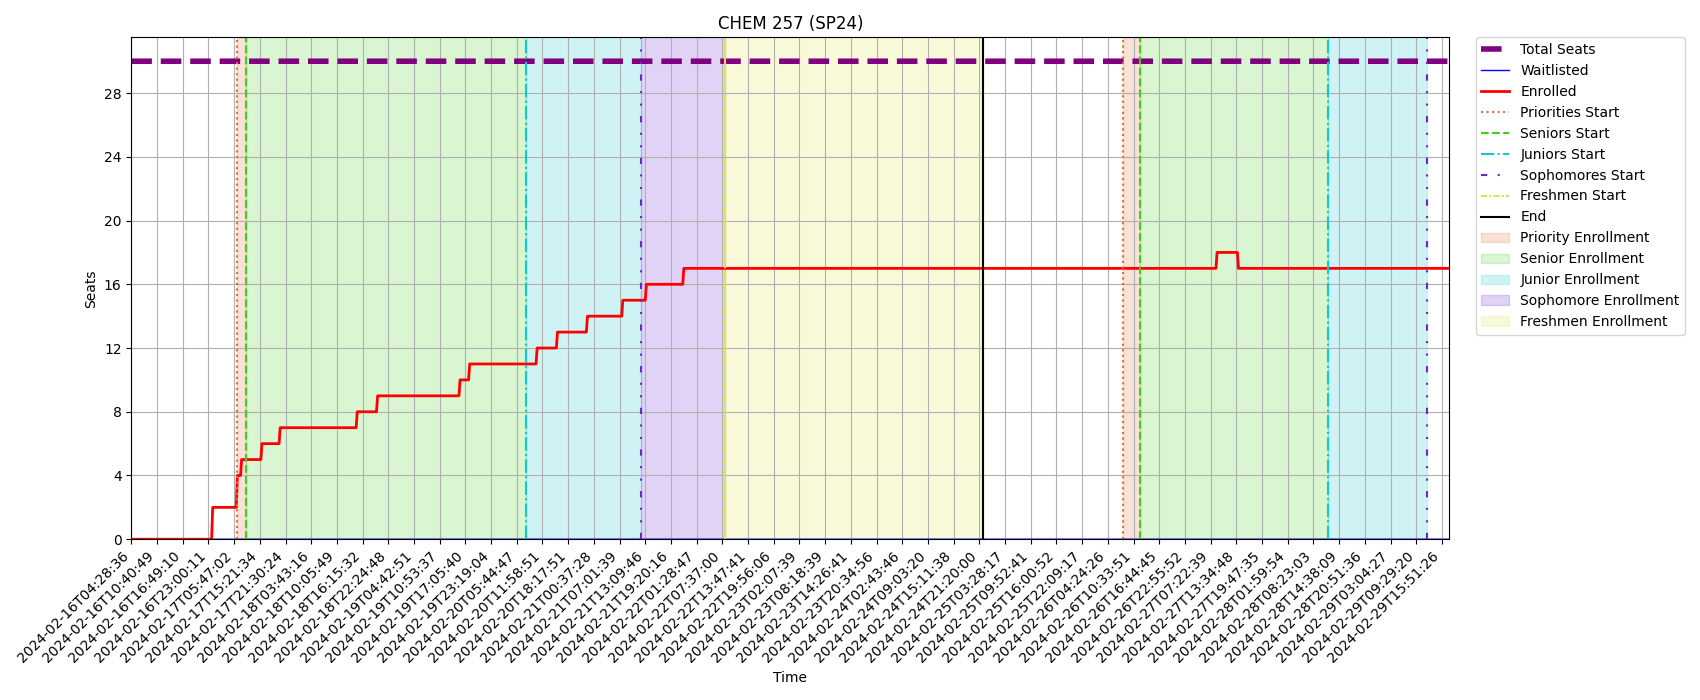 CHEM 257 (SP24)
Seats
28
24
20
16
12
8
4
0
2024-02-16T04:28:36
2024-02-16T10:40:49
2024-02-16T16:49:10
2024-02-16T23:00:11
2024-02-17T05:47:02
2024-02-17T15:21:34
2024-02-17T21:30:24
2024-02-18T03:43:16
2024-02-18T10:05:49
2024-02-18T16:15:32
2024-02-18T22:24:48
2024-02-19T04:42:51
2024-02-19T10:53:37
2024-02-19T17:05:40
2024-02-19T23:19:04
2024-02-20T05:44:47
2024-02-20T11:58:51
2024-02-20T18:17:51
2024-02-21T00:37:28
2024-02-21T07:01:39
2024-02-21T13:09:46
2024-02-21T19:20:16
2024-02-22T01:28:47
2024-02-22T07:37:00
2024-02-22T13:47:41
2024-02-22T19:56:06
2024-02-23T02:07:39
2024-02-23T08:18:39
2024-02-23T14:26:41
2024-02-23T20:34:56
2024-02-24T02:43:46
2024-02-24T09:03:20
2024-02-24T15:11:38
2024-02-24T21:20:00
2024-02-25T03:28:17
2024-02-25T09:52:41
2024-02-25T16:00:52
2024-02-25T22:09:17
2024-02-26T04:24:26
2024-02-26T10:33:51
2024-02-26T16:44:45
2024-02-26T22:55:52
2024-02-27T07:22:39
2024-02-27T13:34:48
2024-02-27T19:47:35
2024-02-28T01:59:54
2024-02-28T08:23:03
2024-02-28T14:38:09
2024-02-28T20:51:36
2024-02-29T03:04:27
2024-02-29T09:29:20
2024-02-29T15:51:26
Time
Total Seats
Waitlisted
Enrolled
Priorities Start
Seniors Start
Juniors Start
Sophomores Start
Freshmen Start
End
Priority Enrollment
Senior Enrollment
Junior Enrollment
Sophomore Enrollment
Freshmen Enrollment